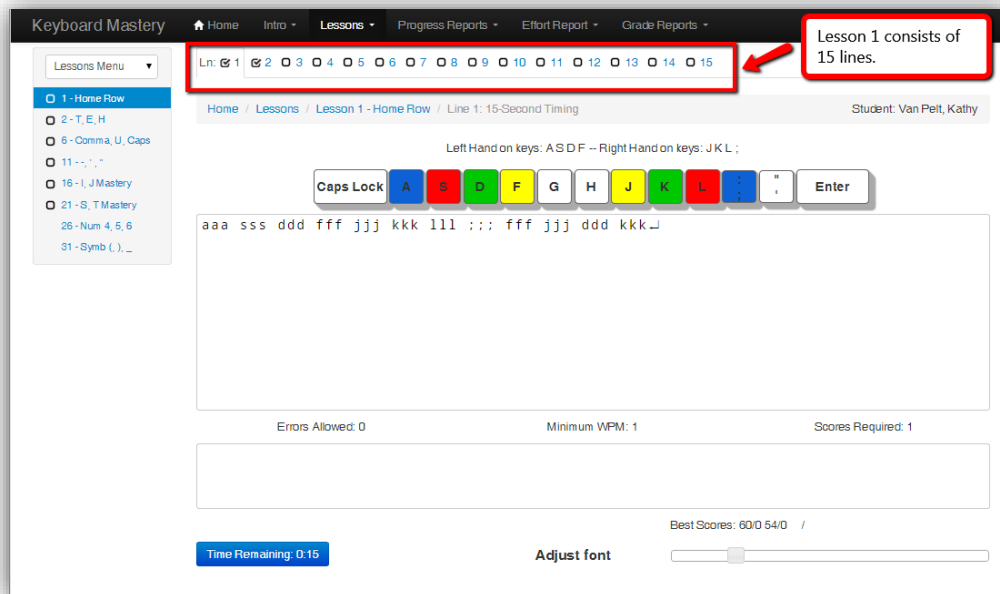 Keyboard Mastery Home Intro Lessons Progress Reports Effort Report Grade Reports
Lesson 1 consists of
15 lines.
Ln: 1 2 3 4 5 6 7 8 9 10 11 12 13 14 15
Lessons Menu
1 - Home Row
2 - T, E, H
6 - Comma, U, Caps
11 - -, ' , "
16 - I, J Mastery
21 - S, T Mastery
26 - Num 4, 5, 6
31 - Symb (, ), _
Home / Lessons / Lesson 1 - Home Row / Line 1: 15-Second Timing Student: Van Pelt, Kathy
Left Hand on keys: A S D F -- Right Hand on keys: J K L ;
Caps Lock A S D F G H J K L : ; " ' Enter
aaa sss ddd fff jjj kkk lll ;;; fff jjj ddd kkk↵
Errors Allowed: 0 Minimum WPM: 1 Scores Required: 1
Best Scores: 60/0 54/0 /
Time Remaining: 0:15 Adjust font